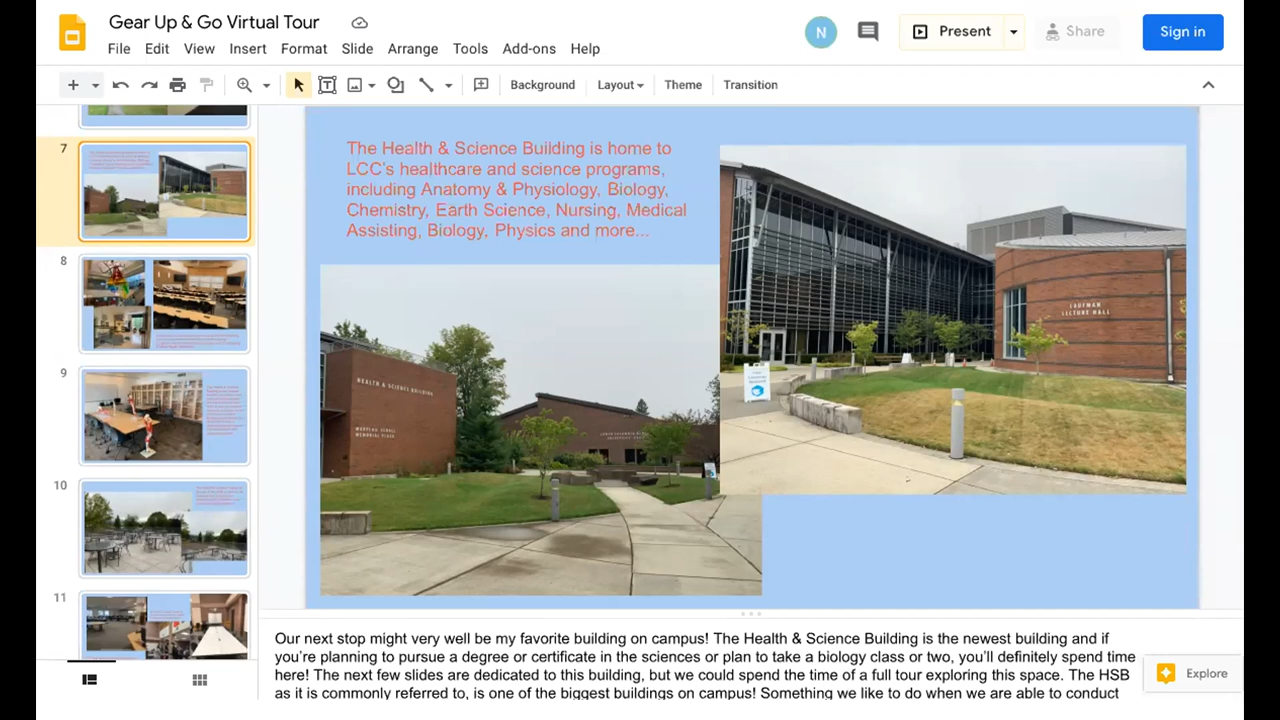 Gear Up & Go Virtual Tour
File Edit View Insert Format Slide Arrange Tools Add-ons Help
N
Present
Share
Sign in
Background
Layout
Theme
Transition
7
8
9
10
11
The Health & Science Building is home to
LCC's healthcare and science programs,
including Anatomy & Physiology, Biology,
Chemistry, Earth Science, Nursing, Medical
Assisting, Biology, Physics and more...
HEALTH & SCIENCE BUILDING
MEMORIAL PLAZA
LAUFMAN
LECTURE HALL
Our next stop might very well be my favorite building on campus! The Health & Science Building is the newest building and if
you're planning to pursue a degree or certificate in the sciences or plan to take a biology class or two, you'll definitely spend time
here! The next few slides are dedicated to this building, but we could spend the time of a full tour exploring this space. The HSB
as it is commonly referred to, is one of the biggest buildings on campus! Something we like to do when we are able to conduct
Explore